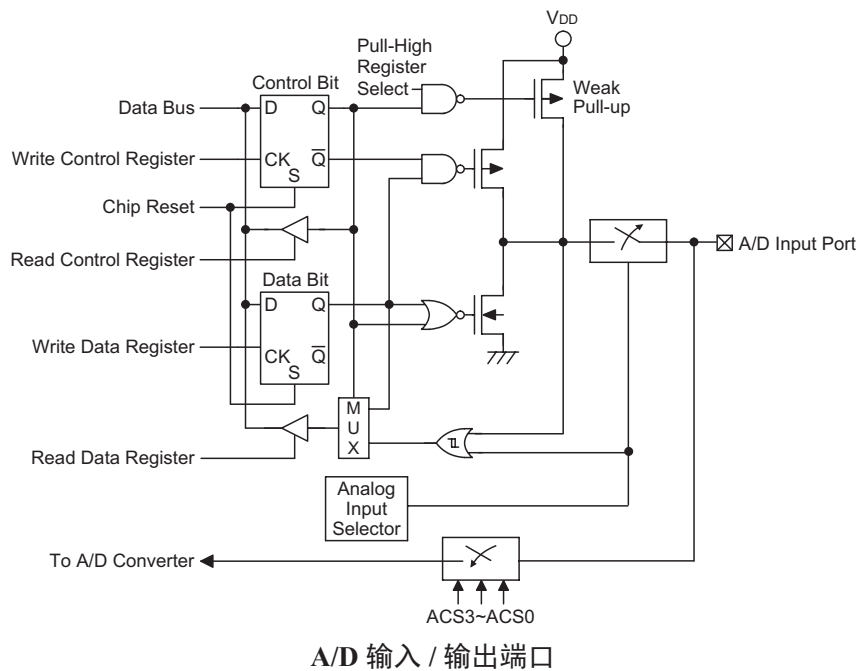 VDD
Pull-High
Register
Select
Weak
Pull-up
Control Bit
Data Bus
D
Q
Write Control Register
CK
Q̅
S
Chip Reset
Read Control Register
A/D Input Port
Data Bit
D
Q
Write Data Register
CK
Q̅
S
M
U
X
Read Data Register
Analog
Input
Selector
To A/D Converter
ACS3~ACS0
A/D 输入 / 输出端口